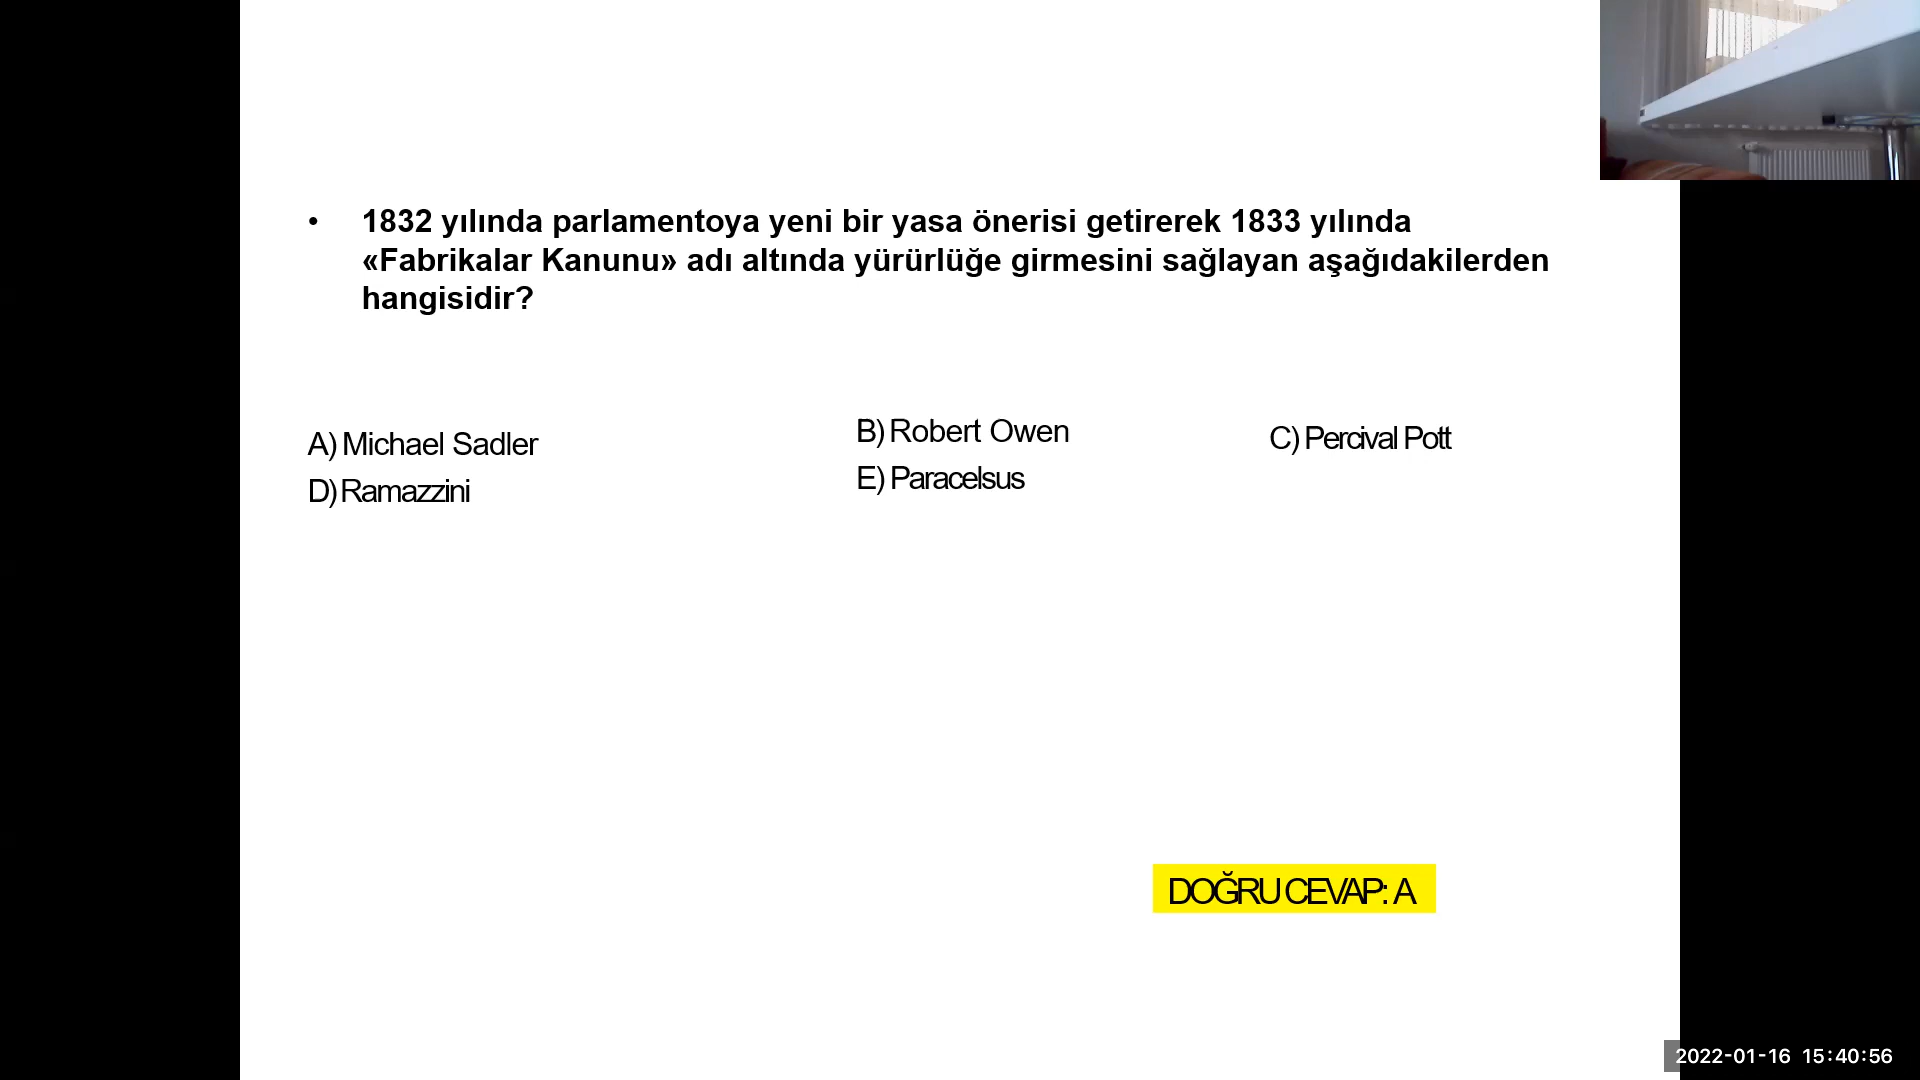 • 1832 yılında parlamentoya yeni bir yasa önerisi getirerek 1833 yılında
«Fabrikalar Kanunu» adı altında yürürlüğe girmesini sağlayan aşağıdakilerden
hangisidir?
A) Michael Sadler
B) Robert Owen
C) Percival Pott
D) Ramazzini
E) Paracelsus
DOĞRU CEVAP: A
2022-01-16 15:40:56